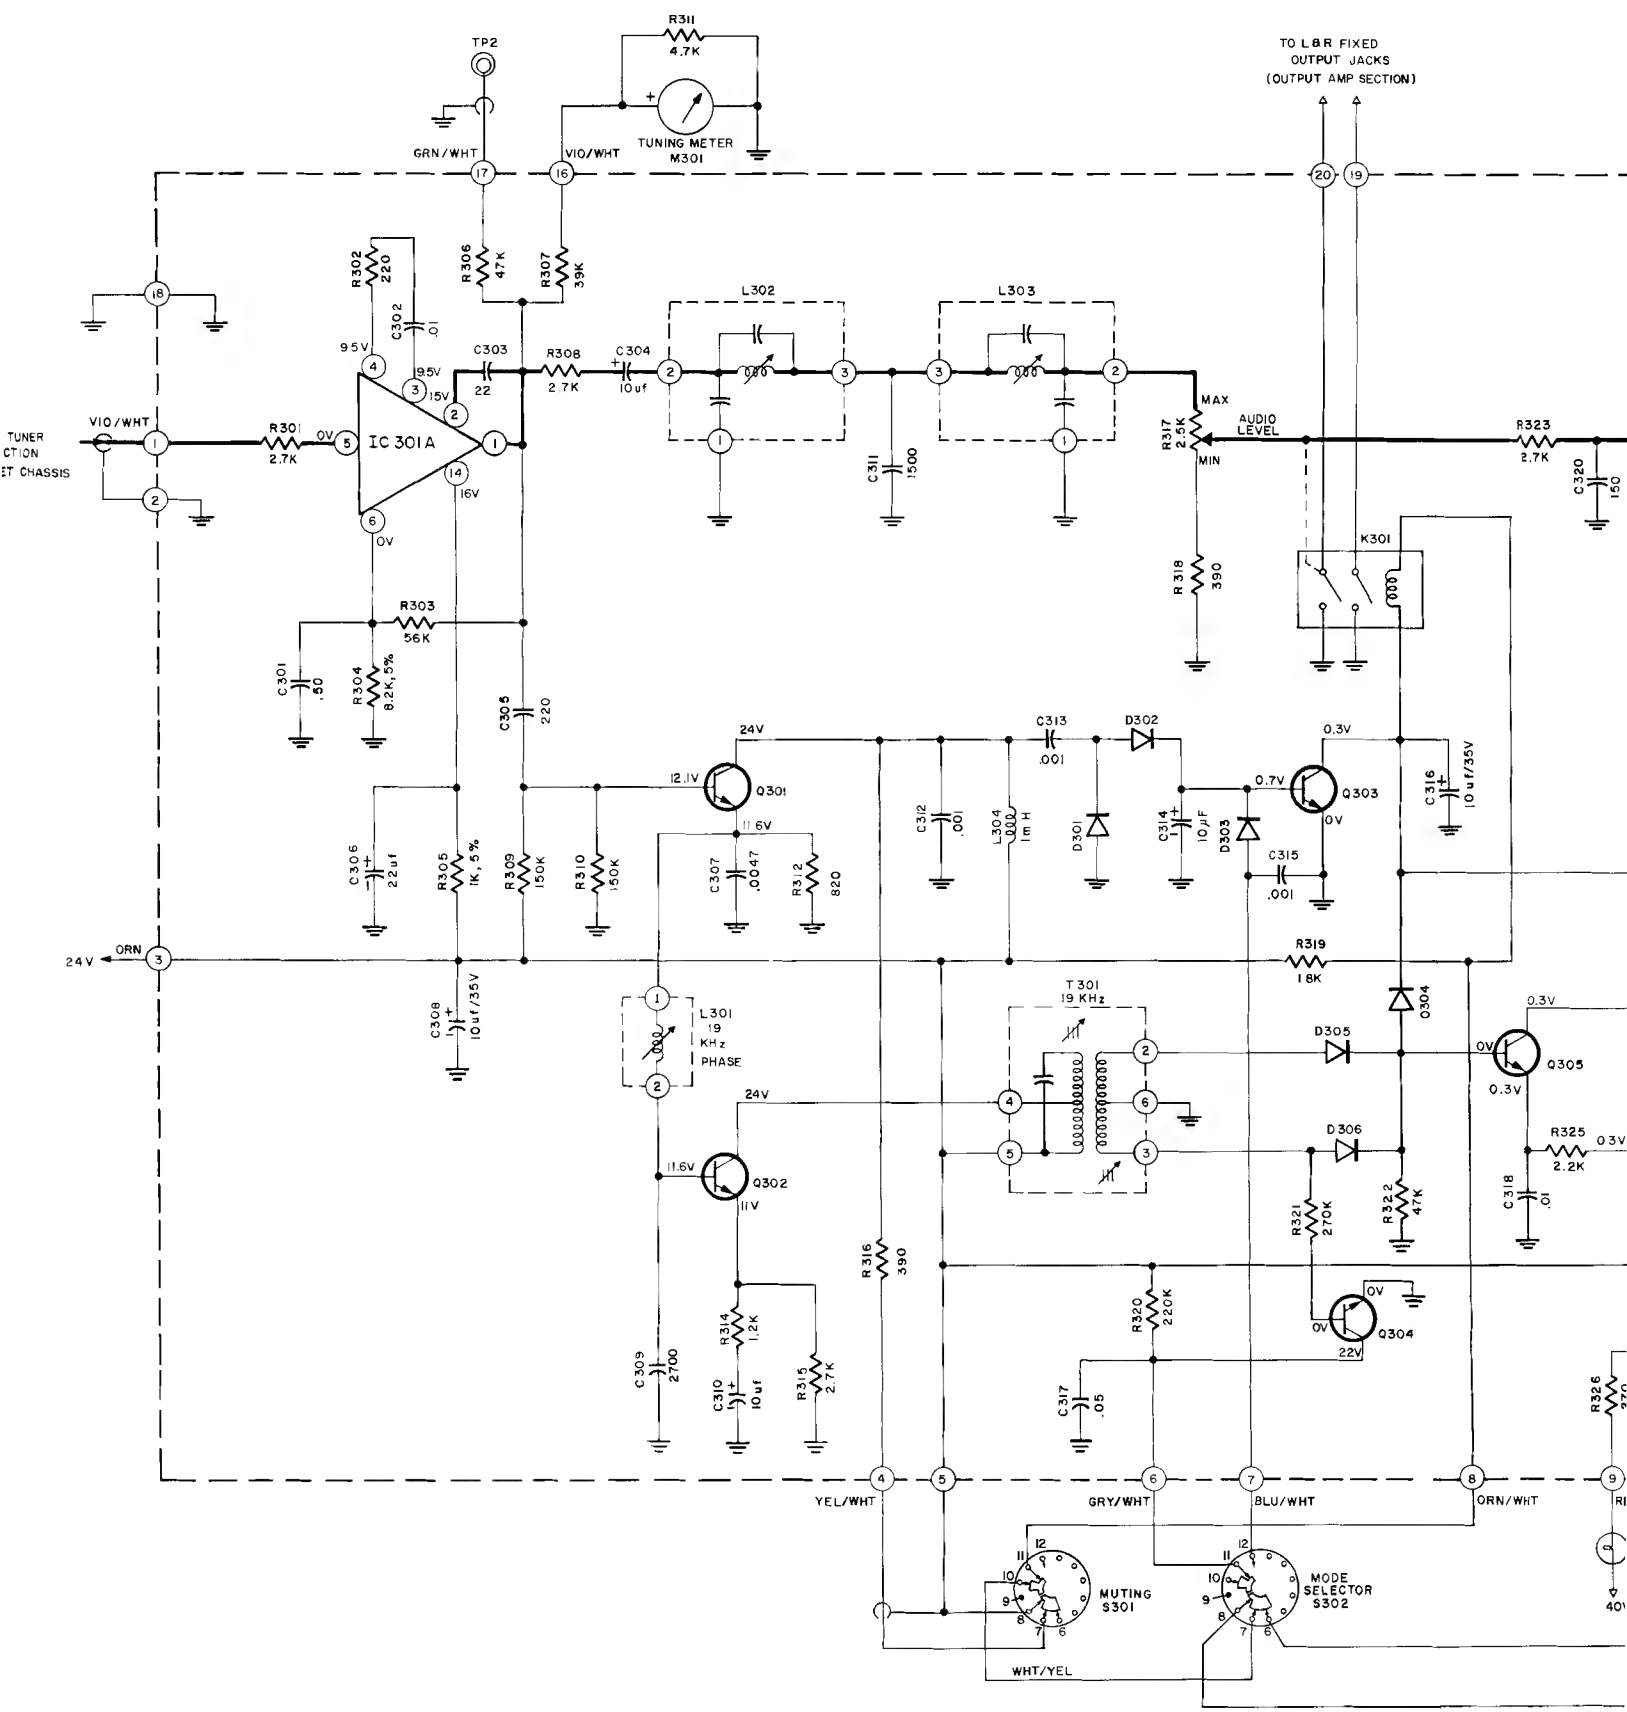 R311
4.7K
TP2
TO L&R FIXED
OUTPUT JACKS
(OUTPUT AMP SECTION)
+
TUNING METER
M301
GRN/WHT
VIO/WHT
17
16
20
19
R302
220
R306
47K
R307
39K
C302
.01
18
L302
L303
9.5V
4
C303
22
R308
2.7K
C304
+
10uf
2
3
3
2
9.5V
3
15V
2
MAX
VIO/WHT
TUNER
CTION
ET CHASSIS
1
R301
2.7K
0V
5
IC301A
1
1
1
R317
2.5K
MIN
AUDIO
LEVEL
R323
2.7K
C311
1500
C320
150
14
16V
2
6
0V
K301
R318
390
R303
56K
C301
.50
R304
8.2K,5%
C305
220
24V
C313
.001
D302
0.3V
12.1V
Q301
0.7V
Q303
C316
+
10uf/35V
11.6V
C312
.001
L304
1mH
D301
C314
+
10μF
D303
0V
C306
+
22uf
R305
1K,5%
R309
150K
R310
150K
C307
.0047
R312
820
C315
.001
24V
ORN
3
R319
18K
C308
+
10uf/35V
1
L301
19
KHz
PHASE
2
T301
19 KHz
D304
0.3V
D305
2
0V
Q305
0.3V
24V
4
6
5
3
D306
R325
2.2K
0.3V
11.6V
Q302
11V
R321
270K
R322
47K
C318
.01
R316
390
R320
220K
0V
0V
Q304
22V
R314
1.2K
C309
2700
C310
+
10uf
R315
2.7K
C317
.05
R326
4
5
6
7
8
9
YEL/WHT
GRY/WHT
BLU/WHT
ORN/WHT
12
11
10
9
8
7
6
MUTING
S301
12
11
10
9
8
7
6
MODE
SELECTOR
S302
WHT/YEL